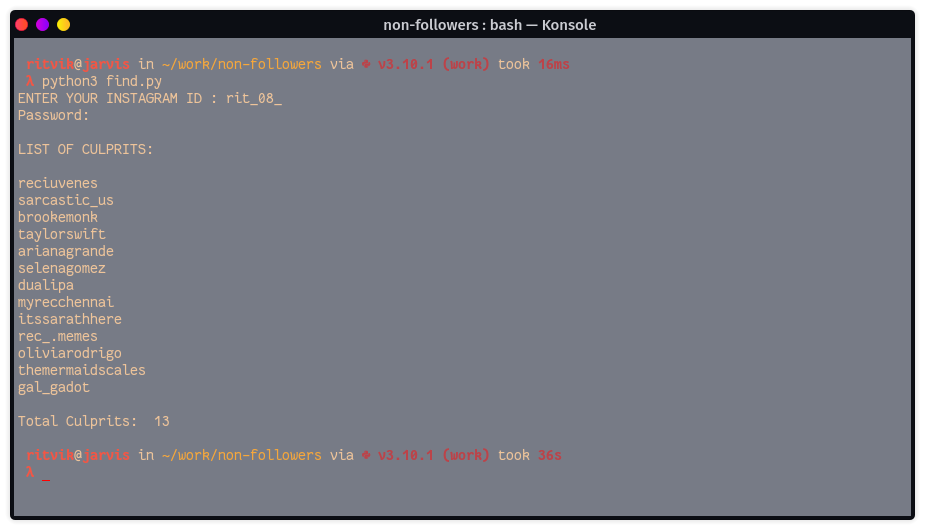 non-followers : bash — Konsole
ritvik@jarvis in ~/work/non-followers via ❖ v3.10.1 (work) took 16ms
λ python3 find.py
ENTER YOUR INSTAGRAM ID : rit_08_
Password:
LIST OF CULPRITS:
reciuvenes
sarcastic_us
brookemonk
taylorswift
arianagrande
selenagomez
dualipa
myrecchennai
itssarathhere
rec_.memes
oliviarodrigo
themermaidscales
gal_gadot
Total Culprits:  13
ritvik@jarvis in ~/work/non-followers via ❖ v3.10.1 (work) took 36s
λ _